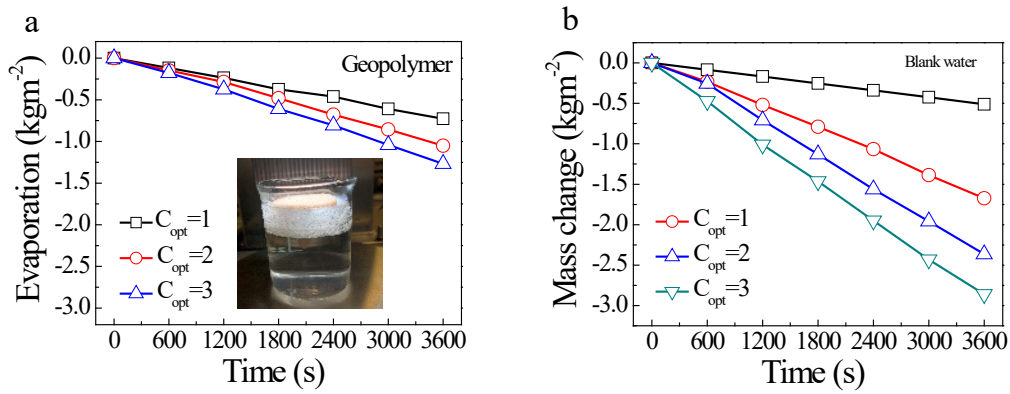 a
Evaporation (kgm-2)
0.0
-0.5
-1.0
-1.5
-2.0
-2.5
-3.0
Geopolymer
Copt=1
Copt=2
Copt=3
0 600 1200 1800 2400 3000 3600
Time (s)
b
Mass change (kgm-2)
0.0
-0.5
-1.0
-1.5
-2.0
-2.5
-3.0
Blank water
Copt=1
Copt=2
Copt=3
0 600 1200 1800 2400 3000 3600
Time (s)